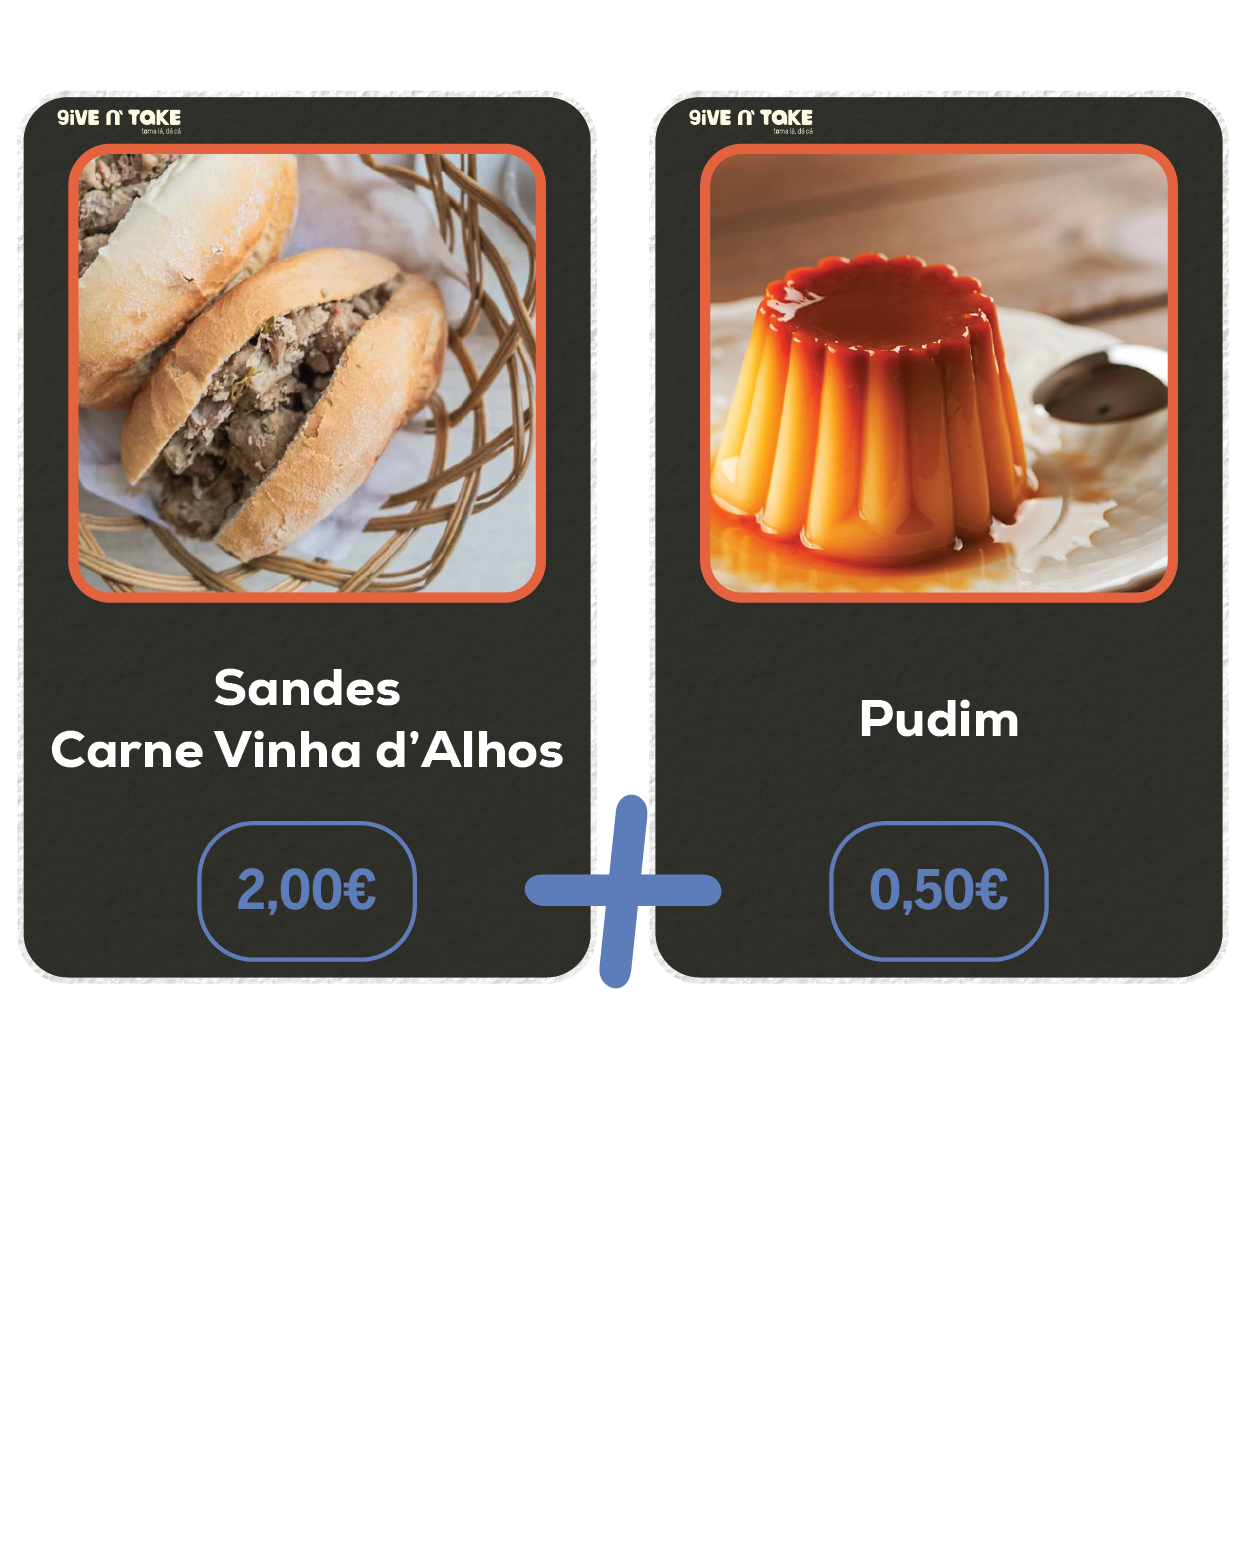 GiVE N' TAKE
toma lá, dá cá
Sandes
Carne Vinha d’Alhos
2,00€
GiVE N' TAKE
toma lá, dá cá
Pudim
0,50€